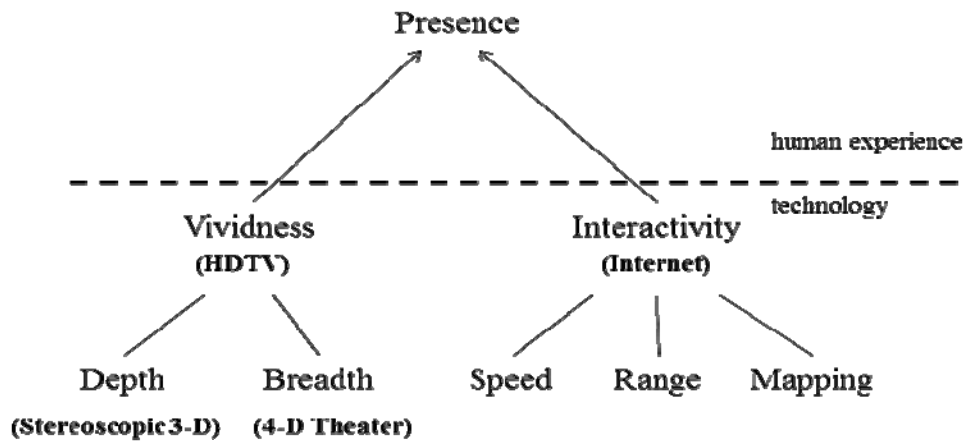 Presence
human experience
technology
Vividness
(HDTV)
Interactivity
(Internet)
Depth
(Stereoscopic 3-D)
Breadth
(4-D Theater)
Speed
Range
Mapping